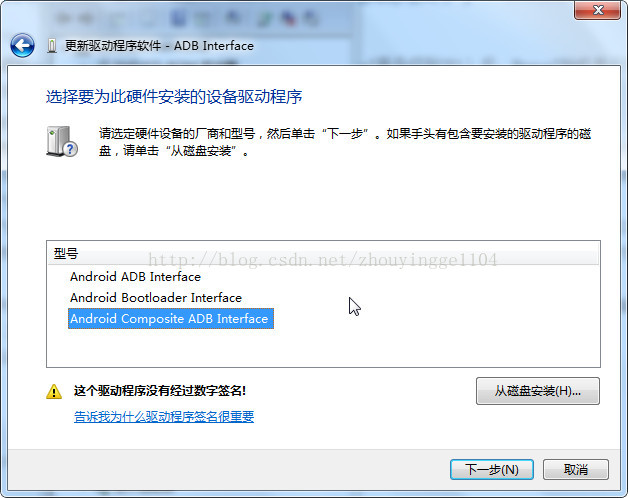 更新驱动程序软件 - ADB Interface
选择要为此硬件安装的设备驱动程序
请选定硬件设备的厂商和型号，然后单击“下一步”。如果手头有包含要安装的驱动程序的磁
盘，请单击“从磁盘安装”。
型号
http://blog.csdn.net/zhouyingge1104
Android ADB Interface
Android Bootloader Interface
Android Composite ADB Interface
这个驱动程序没有经过数字签名!
从磁盘安装(H)...
告诉我为什么驱动程序签名很重要
下一步(N)
取消